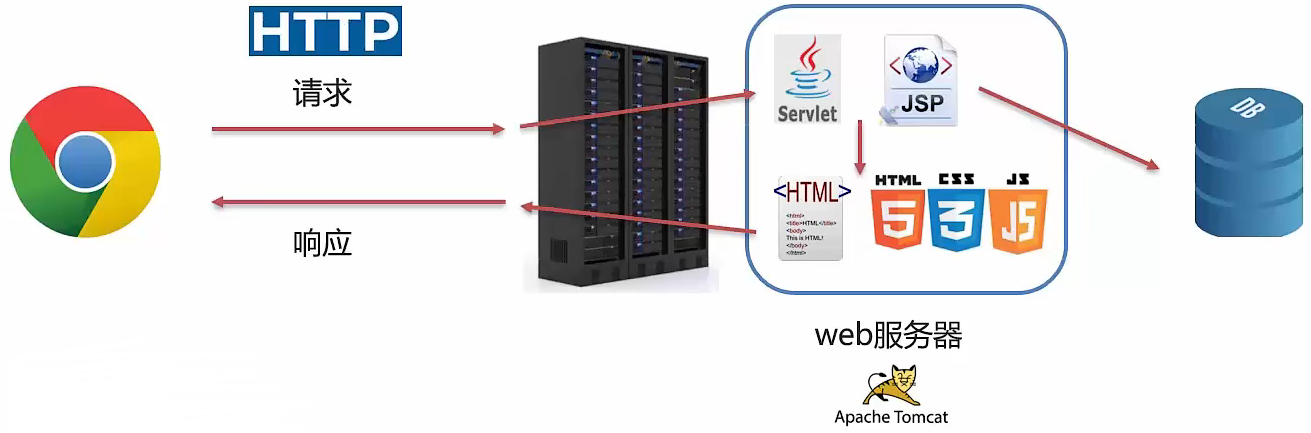 HTTP
请求
响应
Servlet
JSP
<HTML>
<html>
<title>HTML</title>
<body>
This is HTML!
</body>
</html>
HTML
5
CSS
3
JS
JS
DB
web服务器
Apache Tomcat